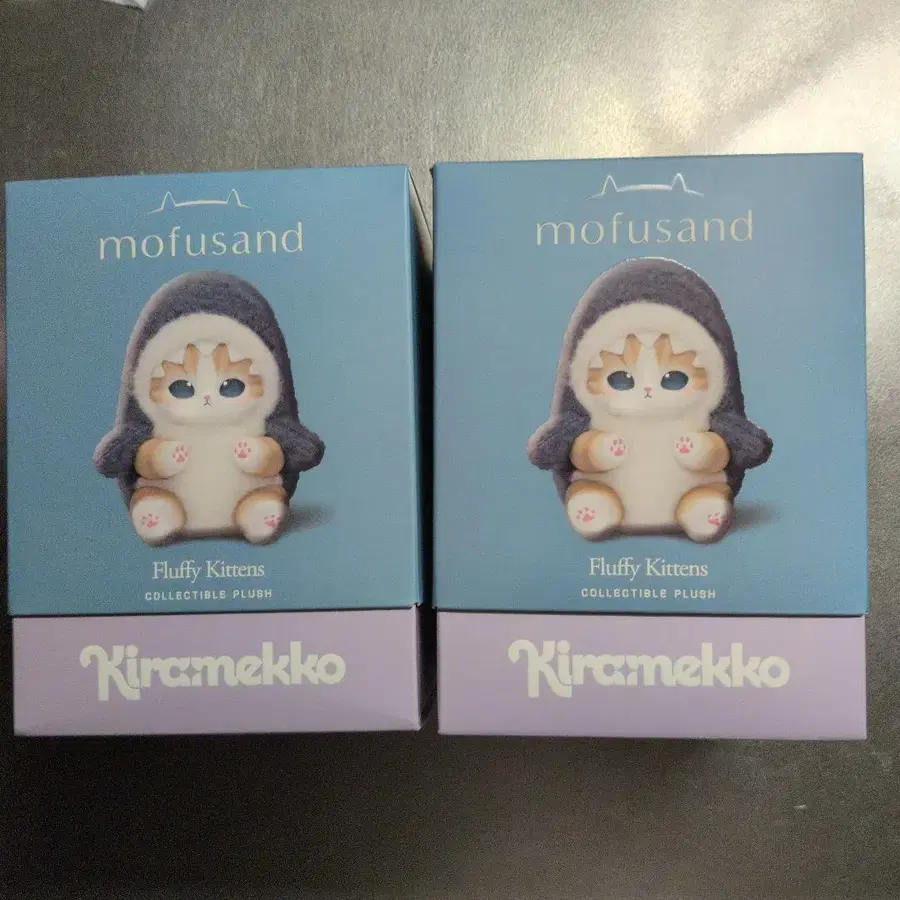 mofusand
Fluffy Kittens
COLLECTIBLE PLUSH
Kiramekko
mofusand
Fluffy Kittens
COLLECTIBLE PLUSH
Kiramekko